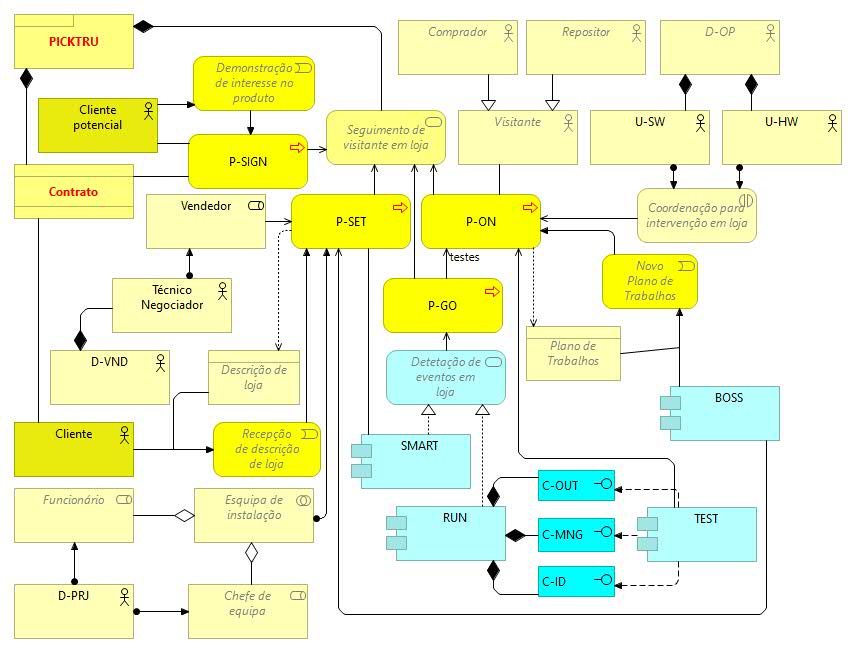 PICKTRU
Comprador
Repositor
D-OP
Demonstração
de interesse no
produto
Cliente
potencial
Seguimento de
visitante em loja
Visitante
U-SW
U-HW
P-SIGN
Contrato
Vendedor
P-SET
P-ON
Coordenação para
intervenção em loja
testes
Técnico
Negociador
P-GO
Novo
Plano de
Trabalhos
D-VND
Descrição de
loja
Detetação de
eventos em
loja
Plano de
Trabalhos
BOSS
Cliente
Recepção
de descrição
de loja
SMART
C-OUT
Funcionário
Equipa de
instalação
RUN
TEST
C-MNG
C-ID
D-PRJ
Chefe de
equipa